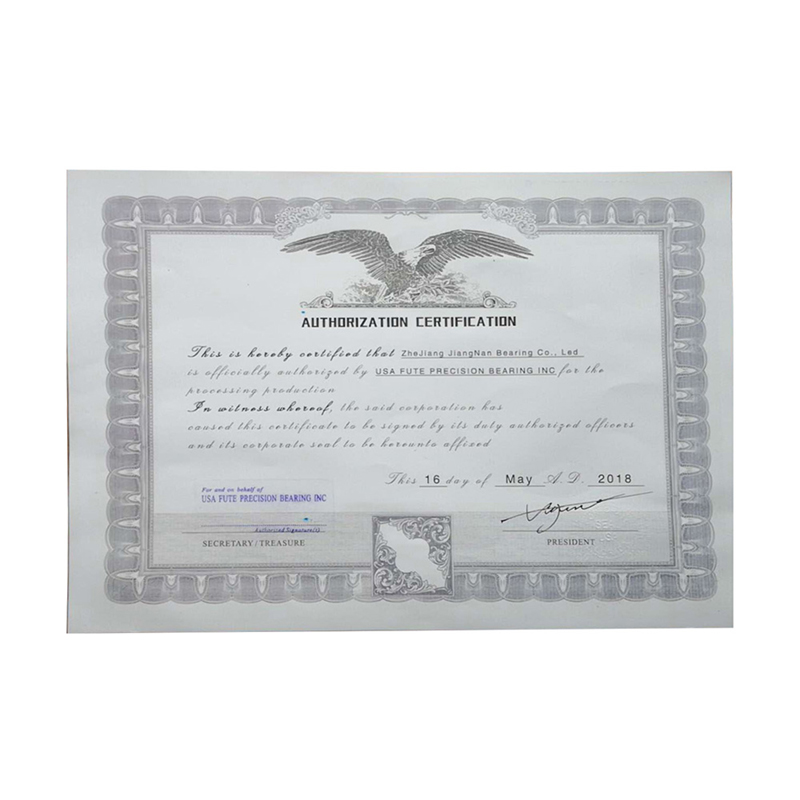 AUTHORIZATION CERTIFICATION
This is hereby certified that ZheJiang JiangNan Bearing Co., Led
is officially authorized by USA FUTE PRECISION BEARING INC for the
processing production
In witness whereof, the said corporation has
caused this certificate to be signed by its duty authorized officers
and its corporate seal to be hereunto affixed
This 16 day of May A.D. 2018
For and on behalf of
USA FUTE PRECISION BEARING INC
Authorized Signature(s)
SECRETARY/TREASURE
PRESIDENT